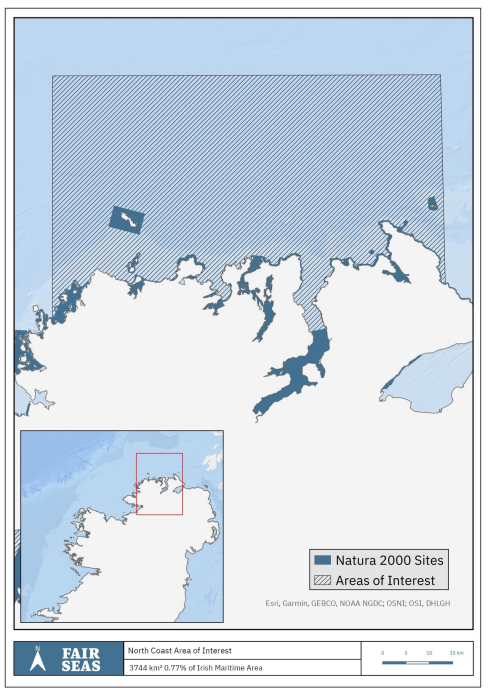 Natura 2000 Sites
Areas of Interest
Esri, Garmin, GEBCO, NOAA NGDC; OSNI; OSI, DHLGH
N
FAIR
SEAS
North Coast Area of Interest
3744 km² 0.77% of Irish Maritime Area
0 5 10 15 km